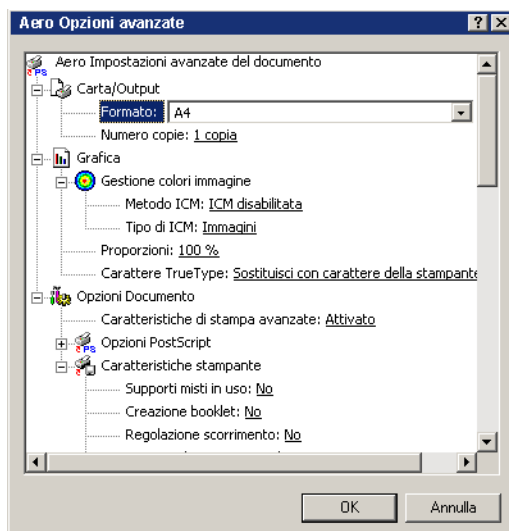 Aero Opzioni avanzate
Aero Impostazioni avanzate del documento
PS
Carta/Output
Formato: A4
Numero copie: 1 copia
Grafica
Gestione colori immagine
Metodo ICM: ICM disabilitata
Tipo di ICM: Immagini
Proporzioni: 100 %
Carattere TrueType: Sostituisci con carattere della stampante
Opzioni Documento
Caratteristiche di stampa avanzate: Attivato
PS
Opzioni PostScript
Caratteristiche stampante
Supporti misti in uso: No
Creazione booklet: No
Regolazione scorrimento: No
OK Annulla